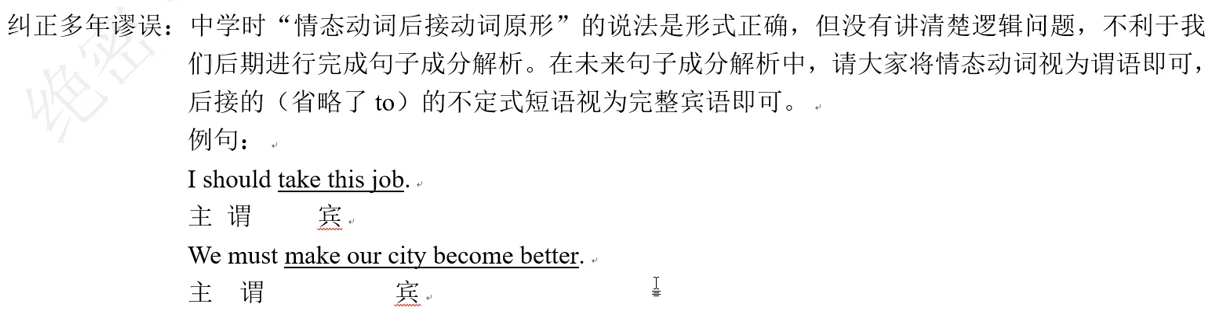 纠正多年谬误：中学时“情态动词后接动词原形”的说法是形式正确，但没有讲清楚逻辑问题，不利于我
们后期进行完成句子成分解析。在未来句子成分解析中，请大家将情态动词视为谓语即可，
后接的（省略了 to）的不定式短语视为完整宾语即可。
例句：
I should take this job.
主 谓 宾
We must make our city become better.
主 谓 宾
绝密